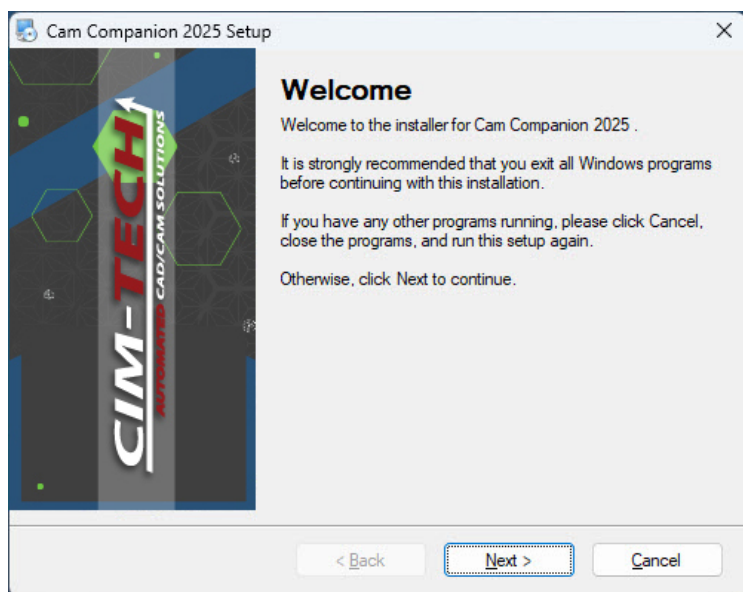 Cam Companion 2025 Setup
CIM-TECH
AUTOMATED CAD/CAM SOLUTIONS
Welcome
Welcome to the installer for Cam Companion 2025 .
It is strongly recommended that you exit all Windows programs
before continuing with this installation.
If you have any other programs running, please click Cancel,
close the programs, and run this setup again.
Otherwise, click Next to continue.
< Back
Next >
Cancel